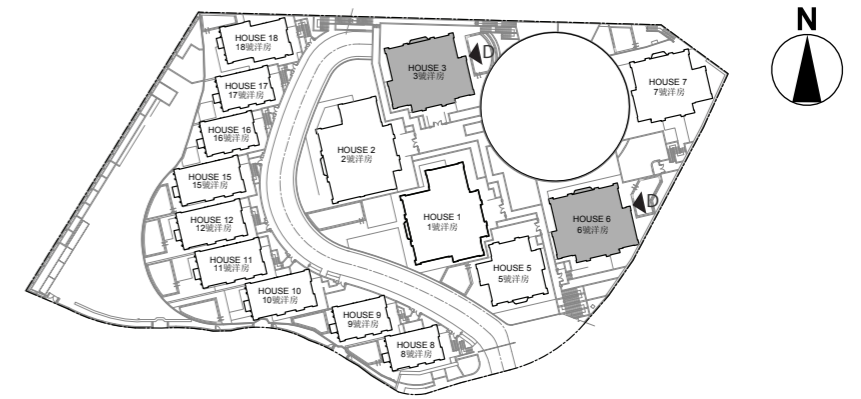 N
HOUSE 18
18號洋房
HOUSE 3
3號洋房
D
HOUSE 7
7號洋房
HOUSE 17
17號洋房
HOUSE 16
16號洋房
HOUSE 2
2號洋房
HOUSE 15
15號洋房
HOUSE 12
12號洋房
HOUSE 1
1號洋房
HOUSE 6
6號洋房
D
HOUSE 11
11號洋房
HOUSE 5
5號洋房
HOUSE 10
10號洋房
HOUSE 9
9號洋房
HOUSE 8
8號洋房